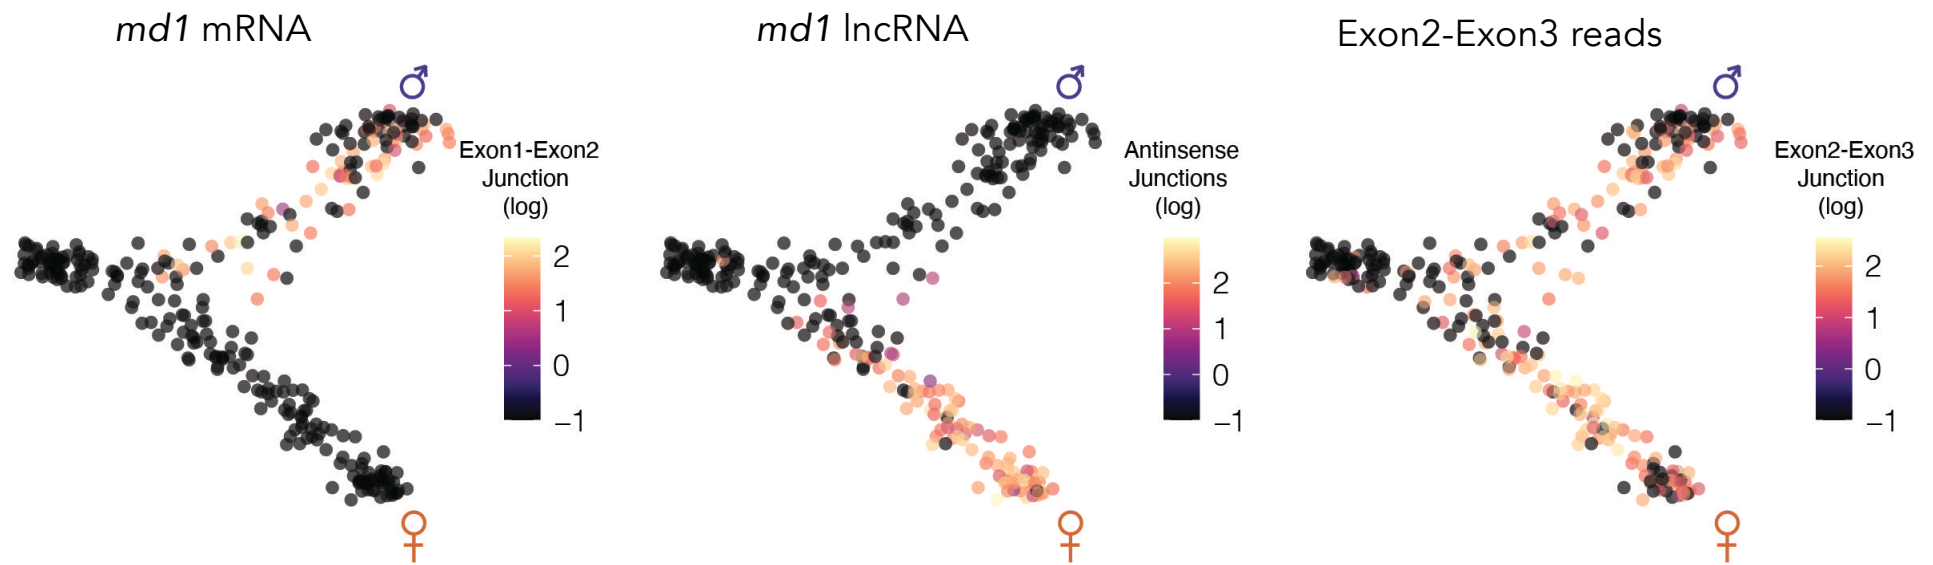 md1 mRNA
md1 lncRNA
Exon2-Exon3 reads
♂
♂
♂
Exon1-Exon2
Junction
(log)
2
1
0
−1
Antinsense
Junctions
(log)
2
1
0
−1
Exon2-Exon3
Junction
(log)
2
1
0
−1
♀
♀
♀